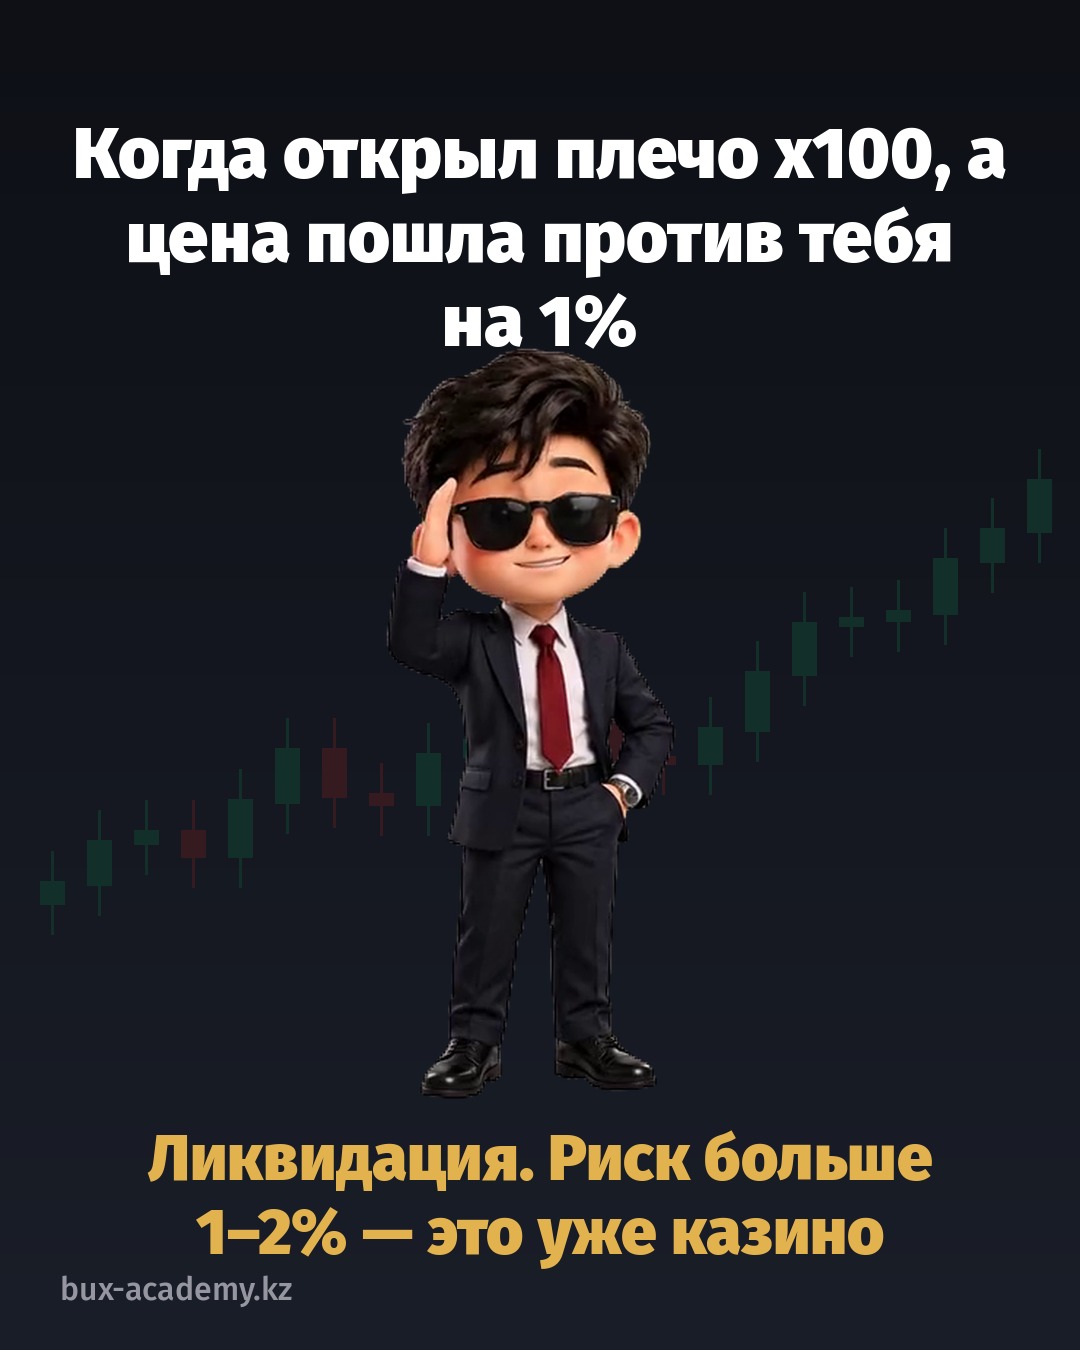 Когда открыл плечо x100, а
цена пошла против тебя
на 1%
Ликвидация. Риск больше
1–2% — это уже казино
bux-academy.kz